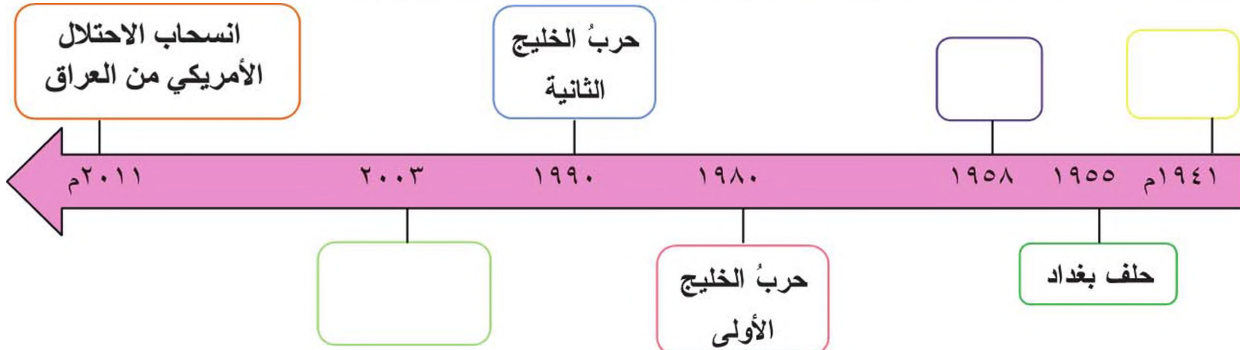 حربُ الخليج
الثانية
انسحاب الاحتلال
الأمريكي من العراق
١٩٤١م
١٩٥٥
١٩٥٨
١٩٨٠
١٩٩٠
٢٠٠٣
٢٠١١م
حلف بغداد
حربُ الخليج
الأولى